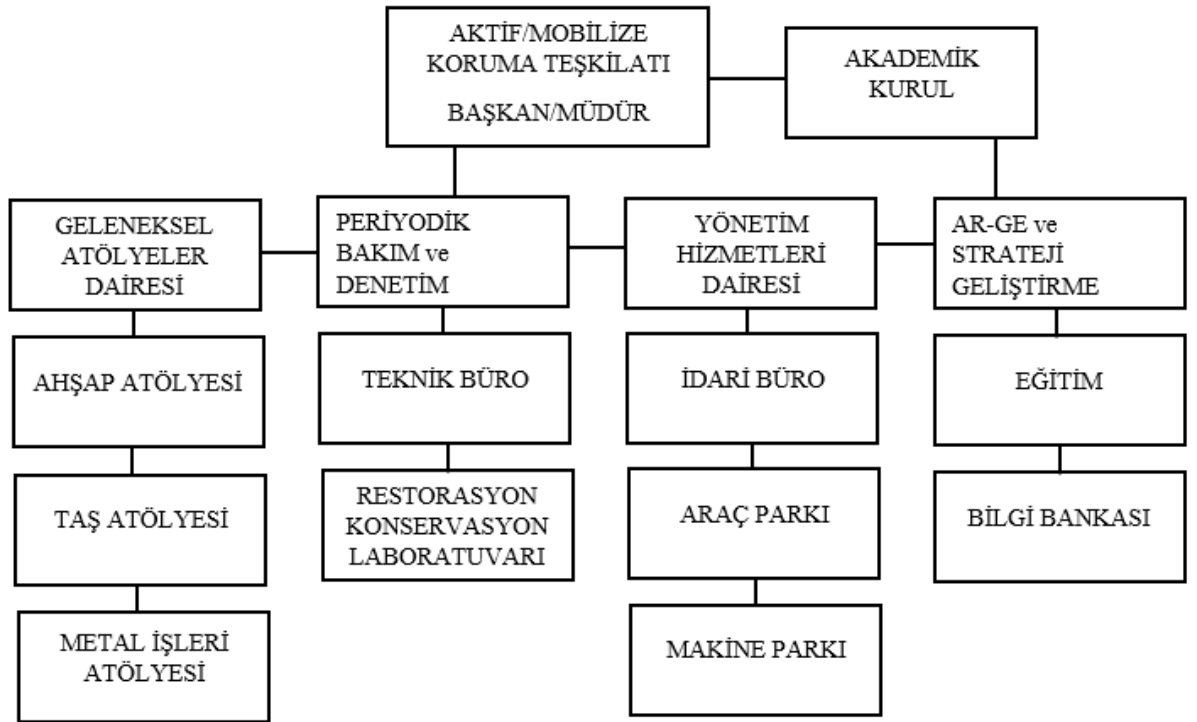 AKTİF/MOBİLİZE
KORUMA TEŞKİLATI
BAŞKAN/MÜDÜR
AKADEMİK
KURUL
GELENEKSEL
ATÖLYELER
DAİRESİ
PERİYODİK
BAKIM ve
DENETİM
YÖNETİM
HİZMETLERİ
DAİRESİ
AR-GE ve
STRATEJİ
GELİŞTİRME
AHŞAP ATÖLYESİ
TEKNİK BÜRO
İDARİ BÜRO
EĞİTİM
TAŞ ATÖLYESİ
RESTORASYON
KONSERVASYON
LABORATUVARI
ARAÇ PARKI
BİLGİ BANKASI
METAL İŞLERİ
ATÖLYESİ
MAKİNE PARKI